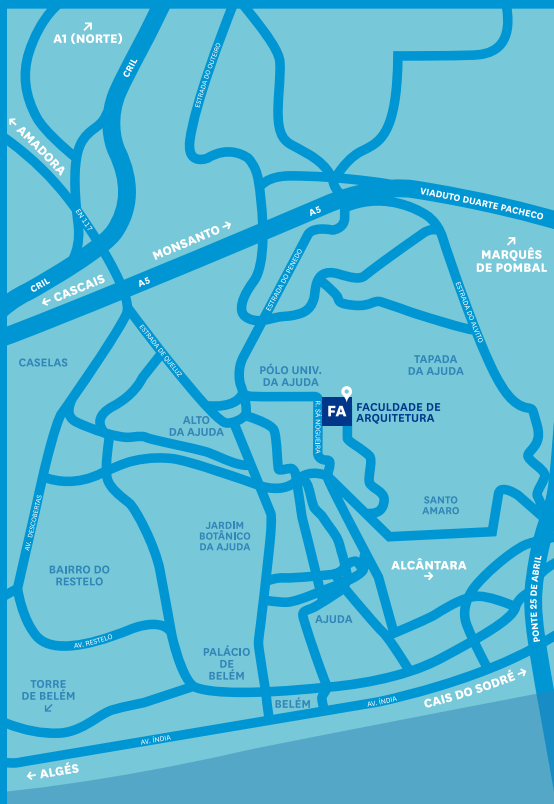 ↗
A1 (NORTE)
CRIL
ESTRADA DO OUTEIRO
← AMADORA
EN 117
MONSANTO →
A5
VIADUTO DUARTE PACHECO
↗
MARQUÊS
DE POMBAL
CRIL
← CASCAIS
A5
ESTRADA DO PENEDO
ESTRADA DO ALVITO
ESTRADA DE QUELUZ
CASELAS
PÓLO UNIV.
DA AJUDA
TAPADA
DA AJUDA
R. SÁ NOGUEIRA
FA
FACULDADE DE
ARQUITETURA
ALTO
DA AJUDA
AV. DESCOBERTAS
SANTO
AMARO
JARDIM
BOTÂNICO
DA AJUDA
BAIRRO DO
RESTELO
ALCÂNTARA
→
PONTE 25 DE ABRIL
AJUDA
AV. RESTELO
PALÁCIO
DE
BELÉM
TORRE
DE BELÉM
↙
BELÉM
AV. ÍNDIA
CAIS DO SODRÉ →
AV. ÍNDIA
← ALGÉS